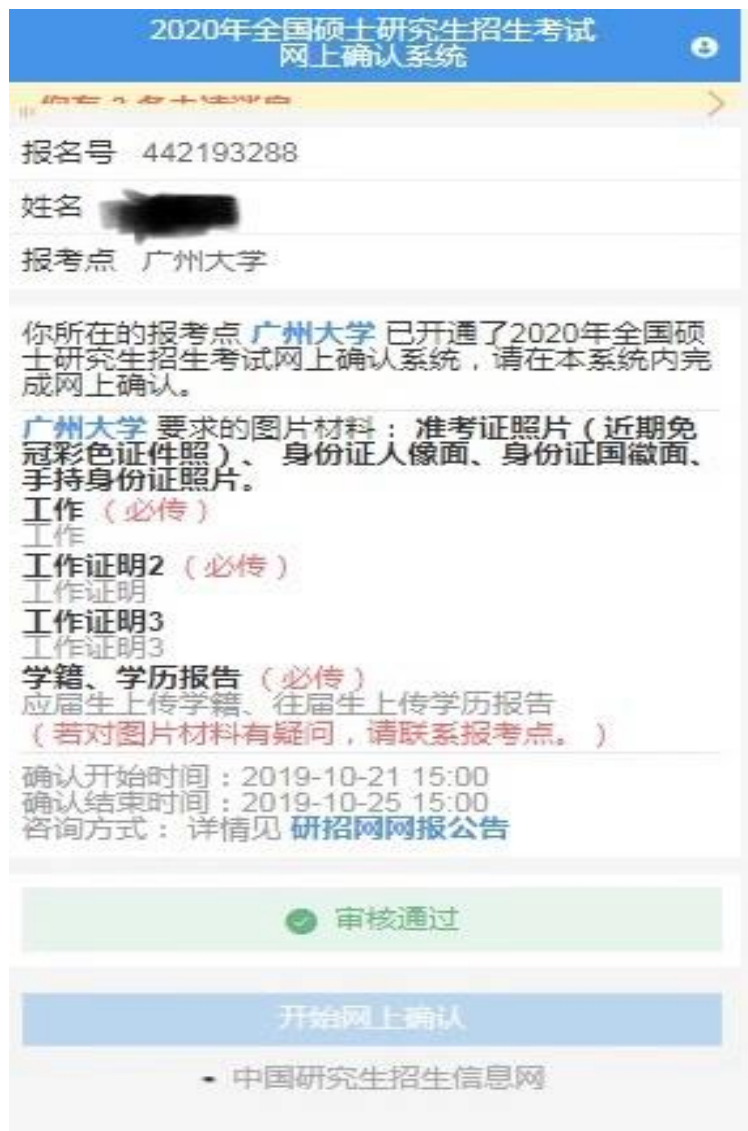 2020年全国硕士研究生招生考试
网上确认系统
报名号 442193288
姓名
报考点 广州大学
你所在的报考点 广州大学 已开通了2020年全国硕
士研究生招生考试网上确认系统，请在本系统内完
成网上确认。
广州大学 要求的图片材料：准考证照片（近期免
冠彩色证件照）、 身份证人像面、身份证国徽面、
手持身份证照片。
工作（必传）
工作
工作证明2（必传）
工作证明
工作证明3
工作证明3
学籍、学历报告（必传）
应届生上传学籍、往届生上传学历报告
（若对图片材料有疑问，请联系报考点。）
确认开始时间：2019-10-21 15:00
确认结束时间：2019-10-25 15:00
咨询方式： 详情见 研招网网报公告
审核通过
开始网上确认
• 中国研究生招生信息网